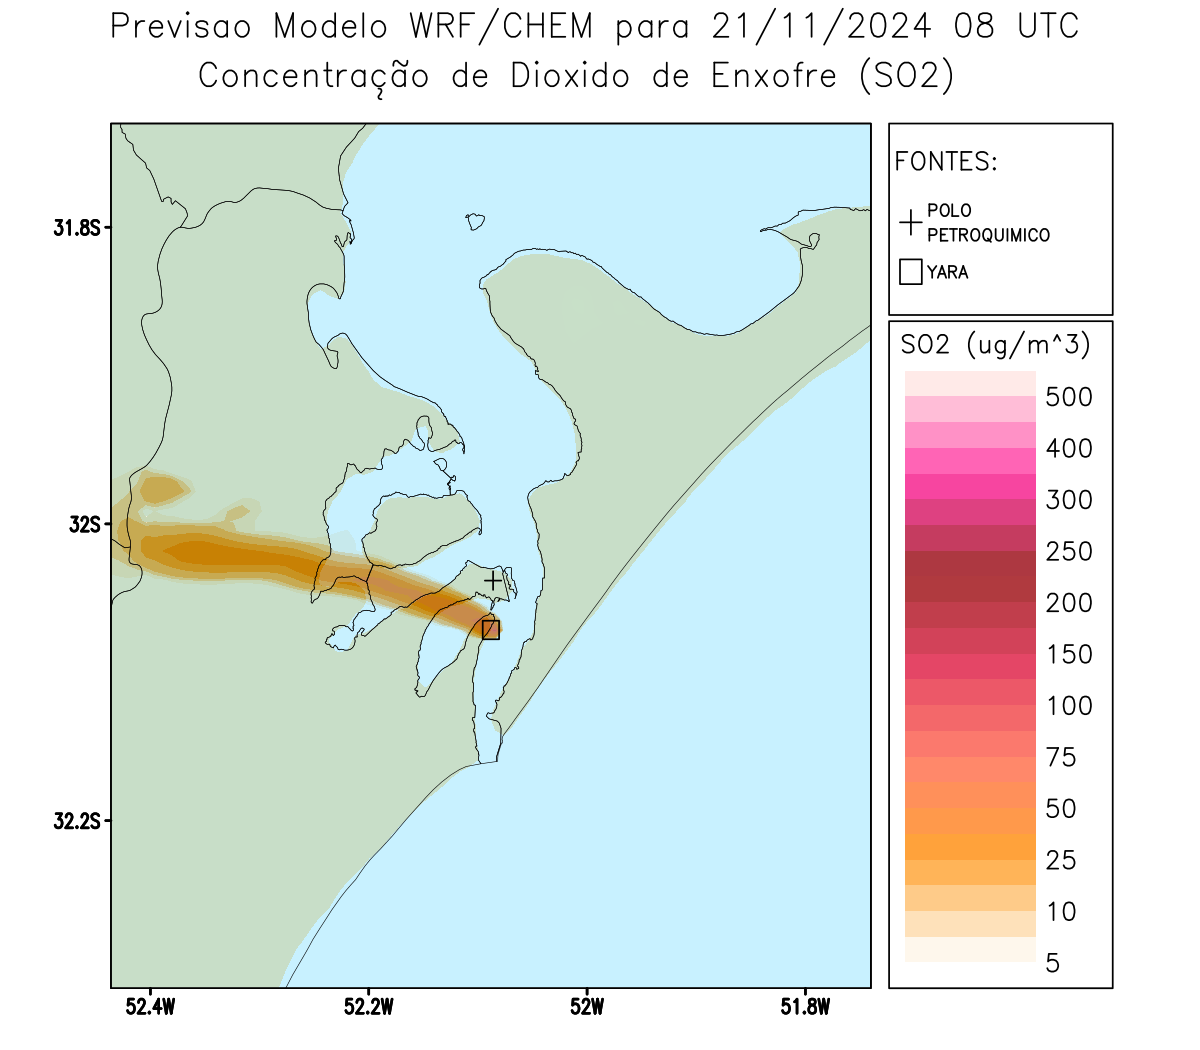 Previsao Modelo WRF/CHEM para 21/11/2024 08 UTC
Concentração de Dioxido de Enxofre (SO2)
31.8S
32S
32.2S
52.4W
52.2W
52W
51.8W
FONTES:
POLO
PETROQUIMICO
YARA
SO2 (ug/m^3)
500
400
300
250
200
150
100
75
50
25
10
5